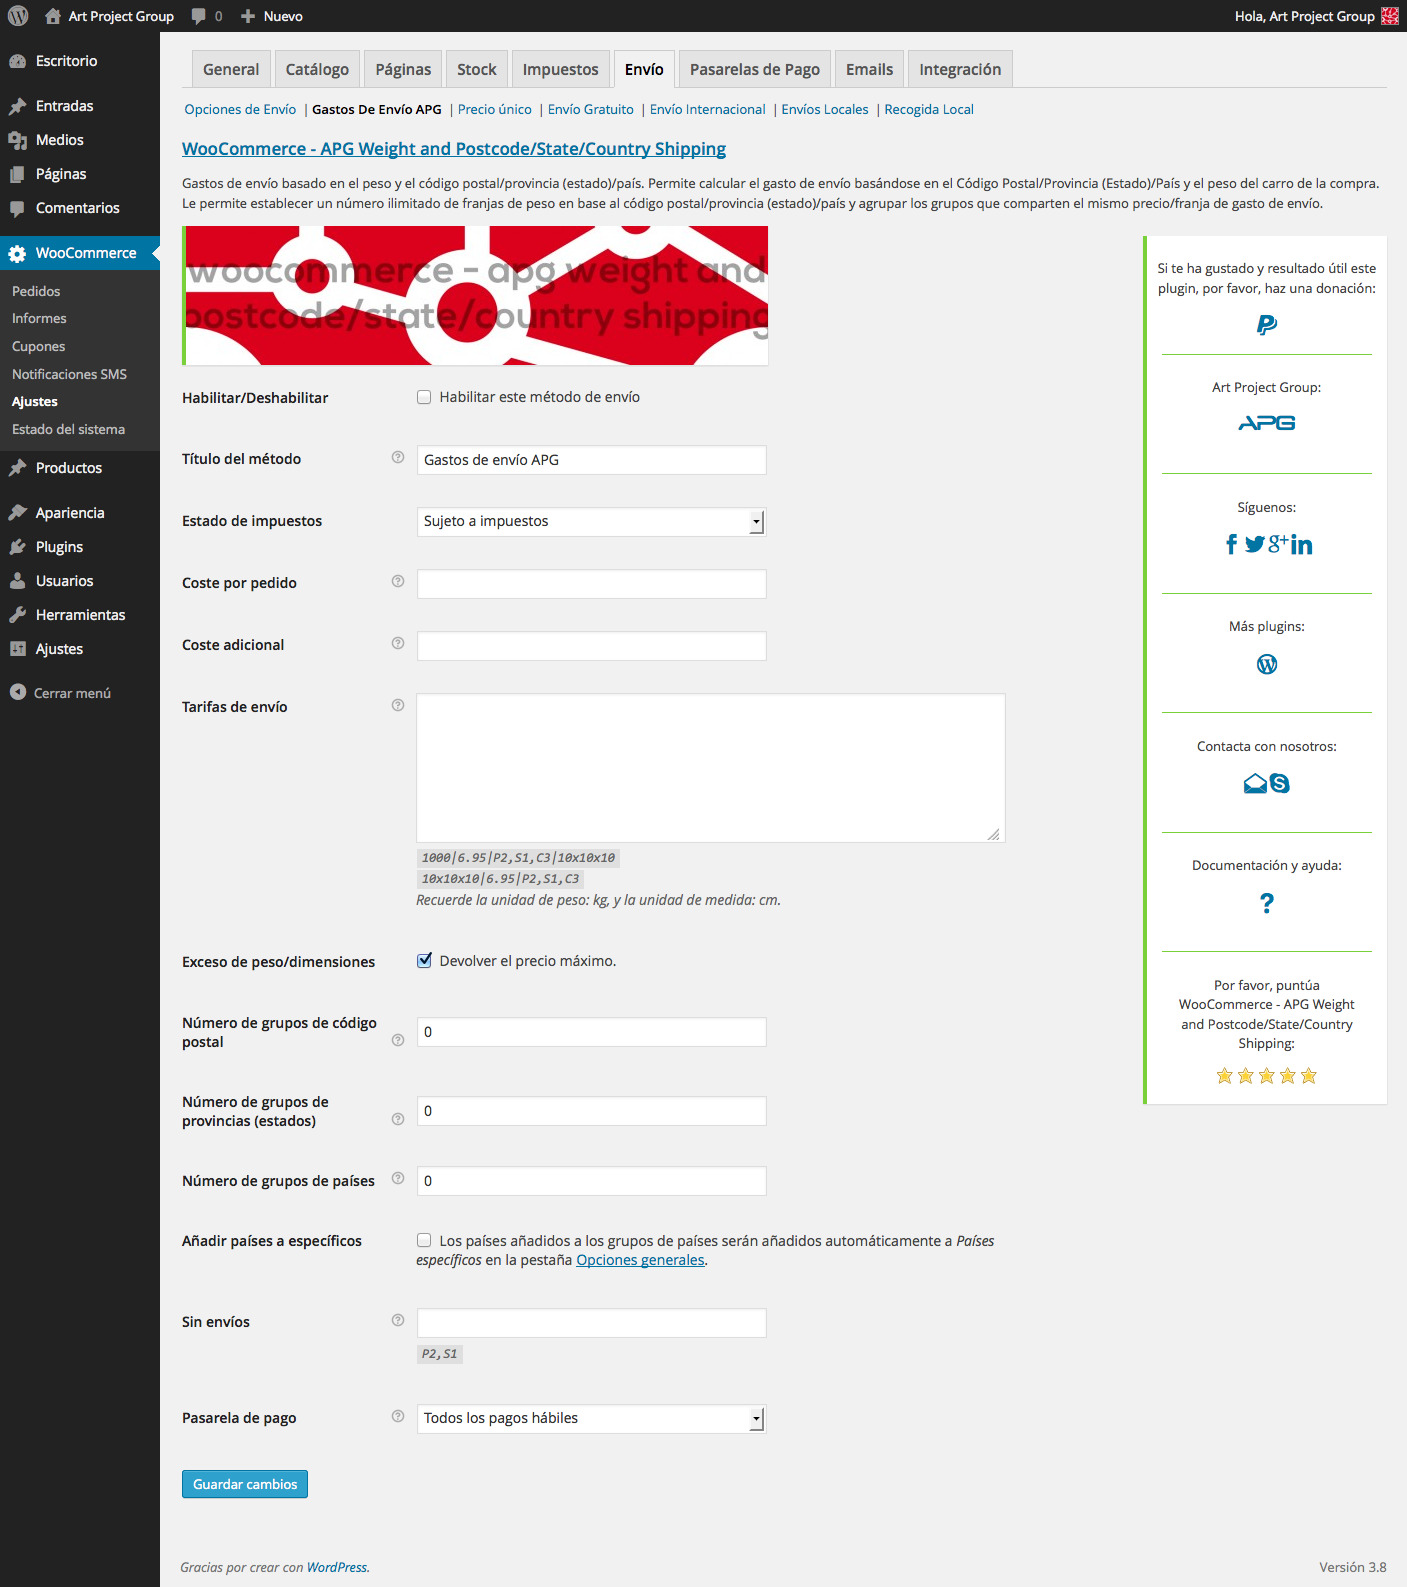 Art Project Group 0 Nuevo Hola, Art Project Group
Escritorio
Entradas
Medios
Páginas
Comentarios
WooCommerce
Pedidos
Informes
Cupones
Notificaciones SMS
Ajustes
Estado del sistema
Productos
Apariencia
Plugins
Usuarios
Herramientas
Ajustes
Cerrar menú
General Catálogo Páginas Stock Impuestos Envío Pasarelas de Pago Emails Integración
Opciones de Envío | Gastos De Envío APG | Precio único | Envío Gratuito | Envío Internacional | Envíos Locales | Recogida Local
WooCommerce - APG Weight and Postcode/State/Country Shipping
Gastos de envío basado en el peso y el código postal/provincia (estado)/país. Permite calcular el gasto de envío basándose en el Código Postal/Provincia (Estado)/País y el peso del carro de la compra.
Le permite establecer un número ilimitado de franjas de peso en base al código postal/provincia (estado)/país y agrupar los grupos que comparten el mismo precio/franja de gasto de envío.
woocommerce - apg weight and
postcode/state/country shipping
Habilitar/Deshabilitar Habilitar este método de envío
Título del método Gastos de envío APG
Estado de impuestos Sujeto a impuestos
Coste por pedido
Coste adicional
Tarifas de envío
1000|6.95|P2,S1,C3|10x10x10
10x10x10|6.95|P2,S1,C3
Recuerde la unidad de peso: kg, y la unidad de medida: cm.
Exceso de peso/dimensiones Devolver el precio máximo.
Número de grupos de código
postal
0
Número de grupos de
provincias (estados)
0
Número de grupos de países 0
Añadir países a específicos Los países añadidos a los grupos de países serán añadidos automáticamente a Países
específicos en la pestaña Opciones generales.
Sin envíos
P2,S1
Pasarela de pago Todos los pagos hábiles
Guardar cambios
Si te ha gustado y resultado útil este
plugin, por favor, haz una donación:
Art Project Group:
APG
Síguenos:
Más plugins:
Contacta con nosotros:
Documentación y ayuda:
?
Por favor, puntúa
WooCommerce - APG Weight
and Postcode/State/Country
Shipping:
Gracias por crear con WordPress. Versión 3.8